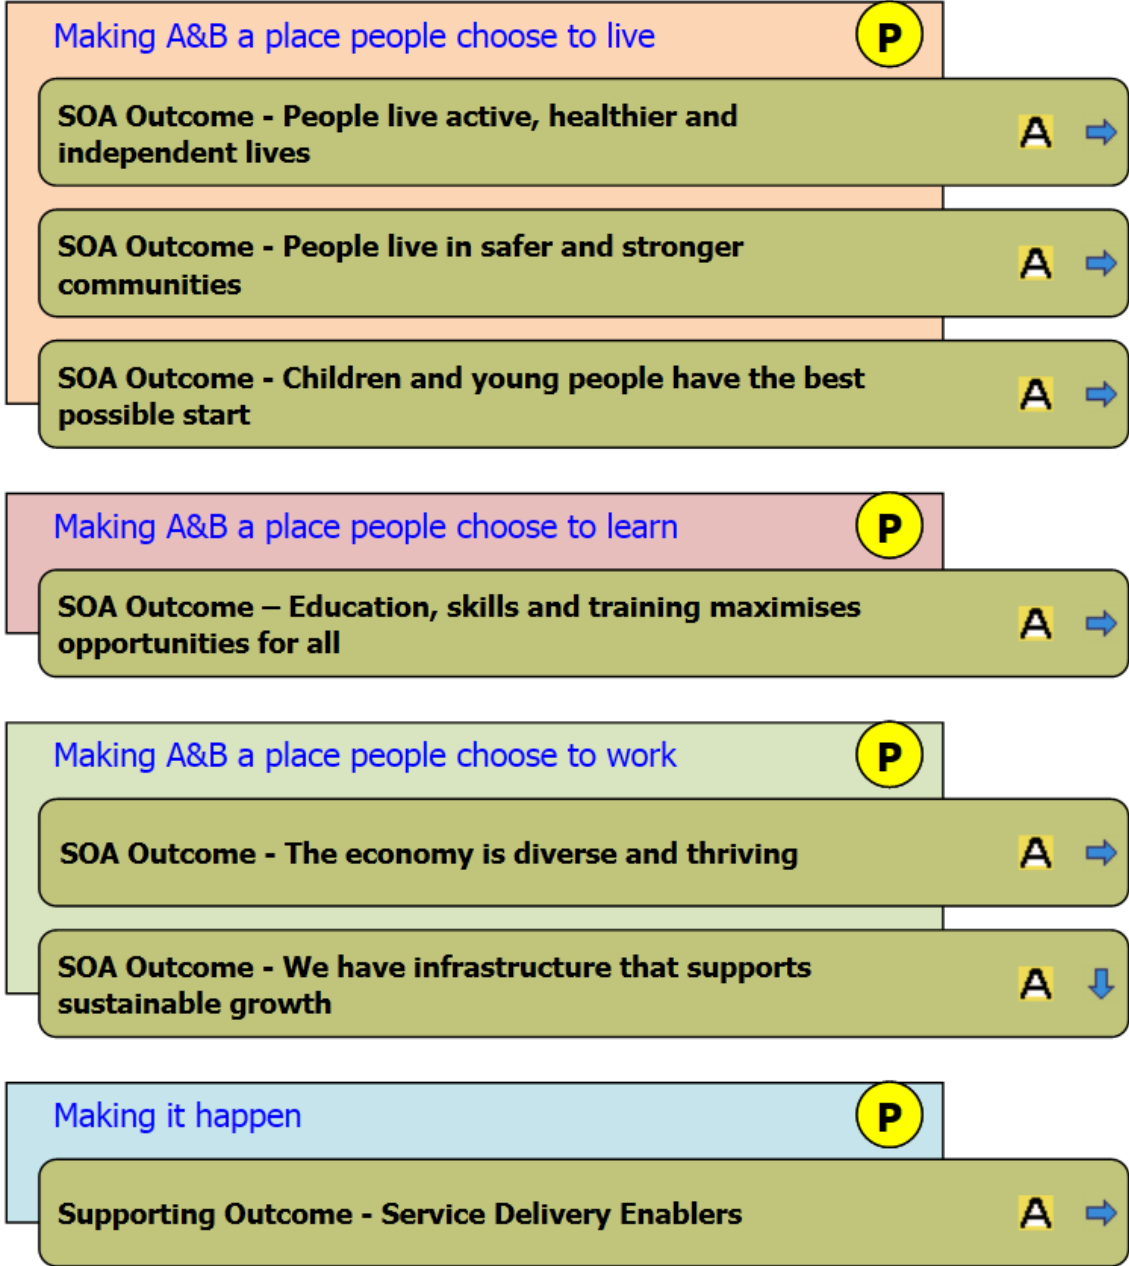 Making A&B a place people choose to live P
SOA Outcome - People live active, healthier and
independent lives
A
SOA Outcome - People live in safer and stronger
communities
A
SOA Outcome - Children and young people have the best
possible start
A
Making A&B a place people choose to learn P
SOA Outcome – Education, skills and training maximises
opportunities for all
A
Making A&B a place people choose to work P
SOA Outcome - The economy is diverse and thriving A
SOA Outcome - We have infrastructure that supports
sustainable growth
A
Making it happen P
Supporting Outcome - Service Delivery Enablers A